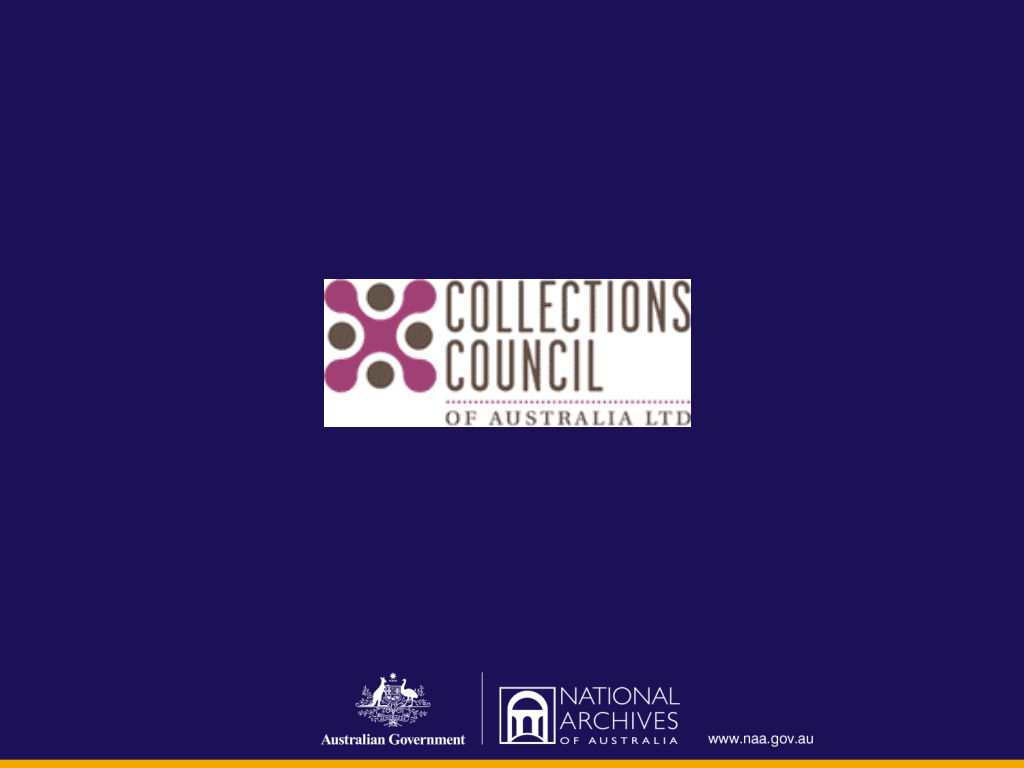 COLLECTIONS
COUNCIL
OF AUSTRALIA LTD
Australian Government
NATIONAL
ARCHIVES
OF AUSTRALIA
www.naa.gov.au